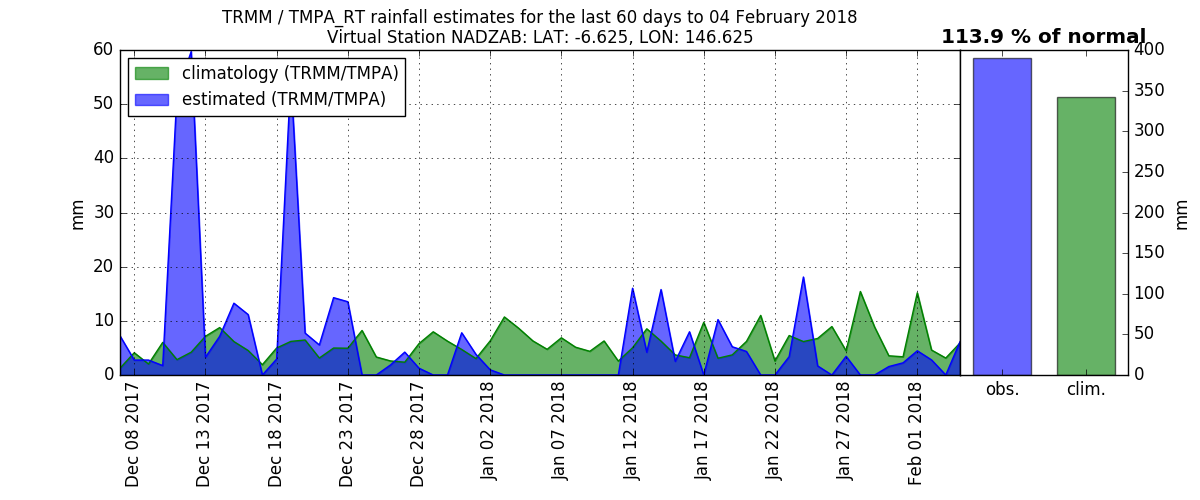 TRMM / TMPA_RT rainfall estimates for the last 60 days to 04 February 2018
Virtual Station NADZAB: LAT: -6.625, LON: 146.625
113.9 % of normal
climatology (TRMM/TMPA)
estimated (TRMM/TMPA)
60
50
40
30
20
10
0
mm
Dec 08 2017
Dec 13 2017
Dec 18 2017
Dec 23 2017
Dec 28 2017
Jan 02 2018
Jan 07 2018
Jan 12 2018
Jan 17 2018
Jan 22 2018
Jan 27 2018
Feb 01 2018
obs.
clim.
400
350
300
250
200
150
100
50
0
mm